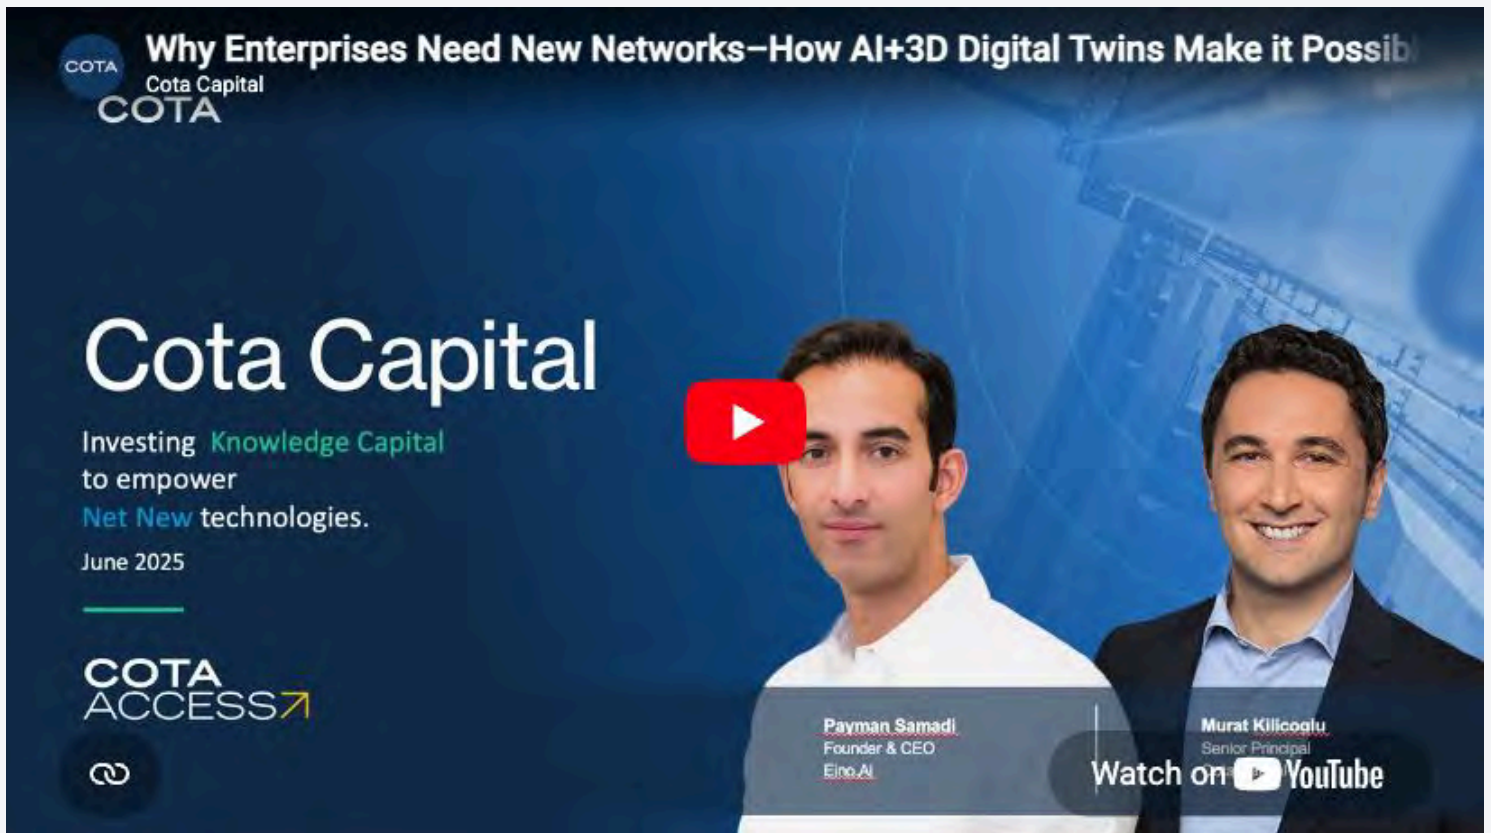 COTA
Why Enterprises Need New Networks–How AI+3D Digital Twins Make it Possib
Cota Capital
COTA
Cota Capital
Investing Knowledge Capital
to empower
Net New technologies.
June 2025
COTA
ACCESS
Payman Samadi
Founder & CEO
Eino.AI
Murat Kilicoglu
Senior Principal
Watch on YouTube